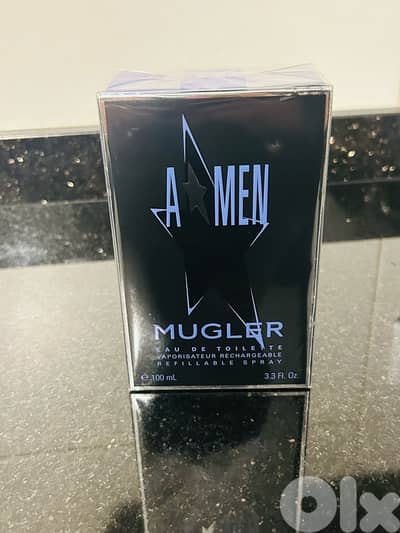 A★MEN
MUGLER
EAU DE TOILETTE
VAPORISATEUR RECHARGEABLE
REFILLABLE SPRAY
℮ 100 mL 3.3 Fl. Oz.
Olx